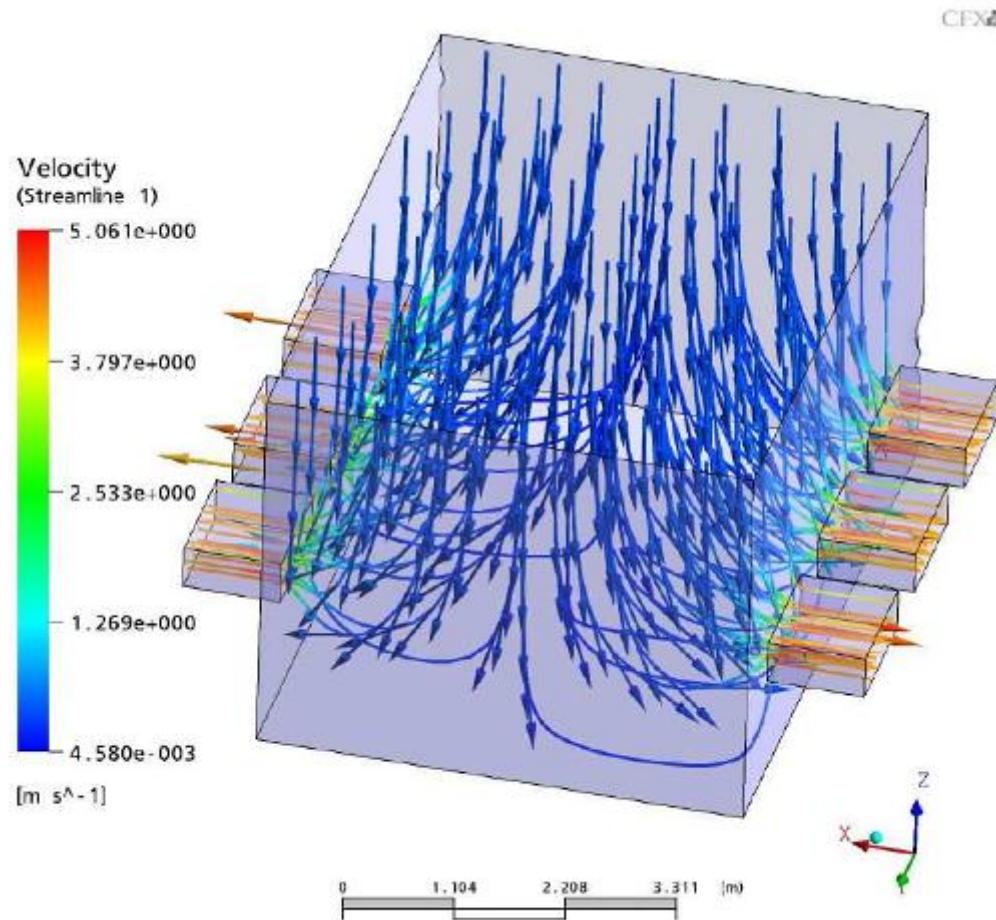 CFX
Velocity
(Streamline 1)
5.061e+000
3.797e+000
2.533e+000
1.269e+000
4.580e-003
[m s^-1]
Z
X
Y
0 1.104 2.208 3.311 (m)